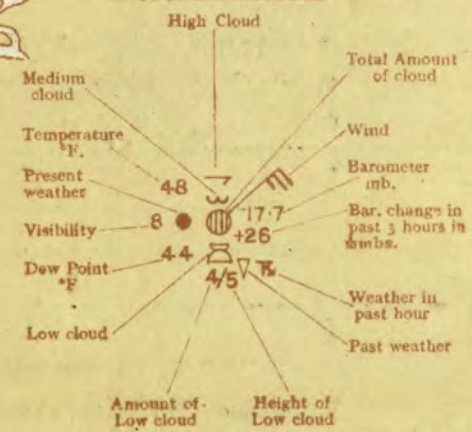 High Cloud
Total Amount
of cloud
Medium
cloud
Wind
Temperature
°F.
Barometer
mb.
48
Present
weather
17·7
Bar. change in
past 3 hours in
mbs.
Visibility
8
+26
Dew Point
°F
44
4/5
Weather in
past hour
Low cloud
Past weather
Amount of
Low cloud
Height of
Low cloud